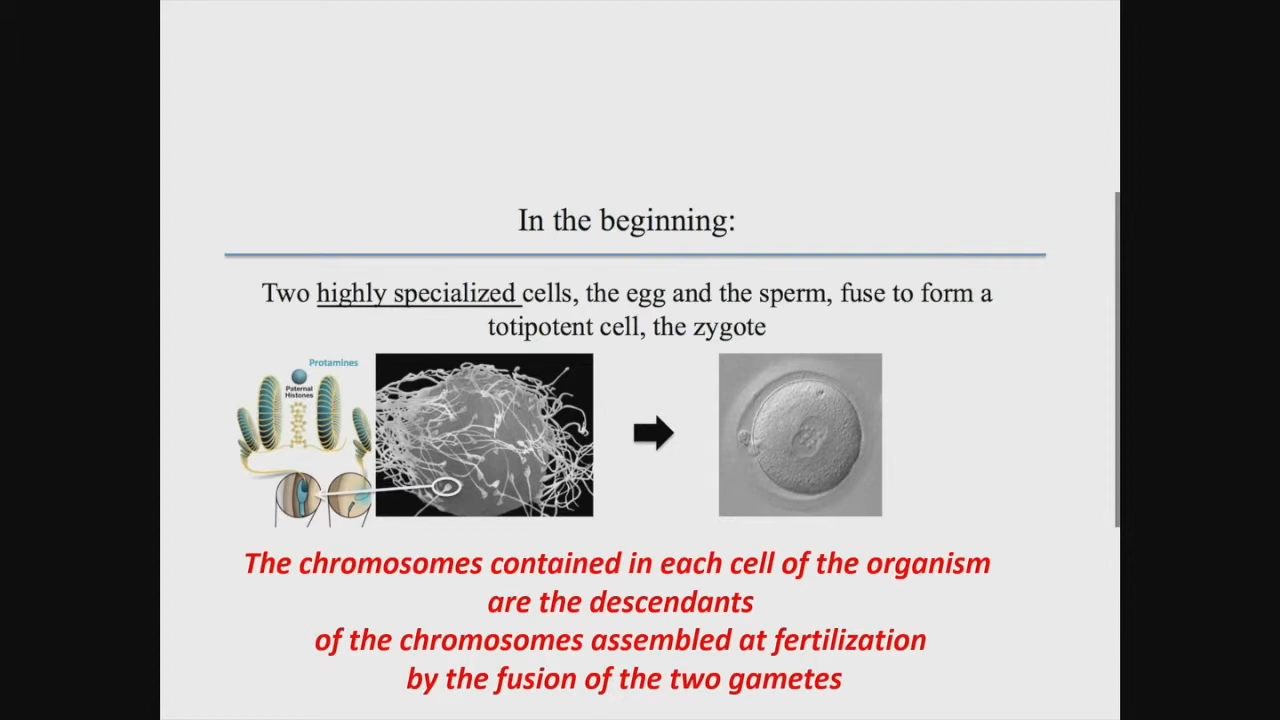 In the beginning:
Two highly specialized cells, the egg and the sperm, fuse to form a
totipotent cell, the zygote
Protamines
Paternal
Histones
The chromosomes contained in each cell of the organism
are the descendants
of the chromosomes assembled at fertilization
by the fusion of the two gametes